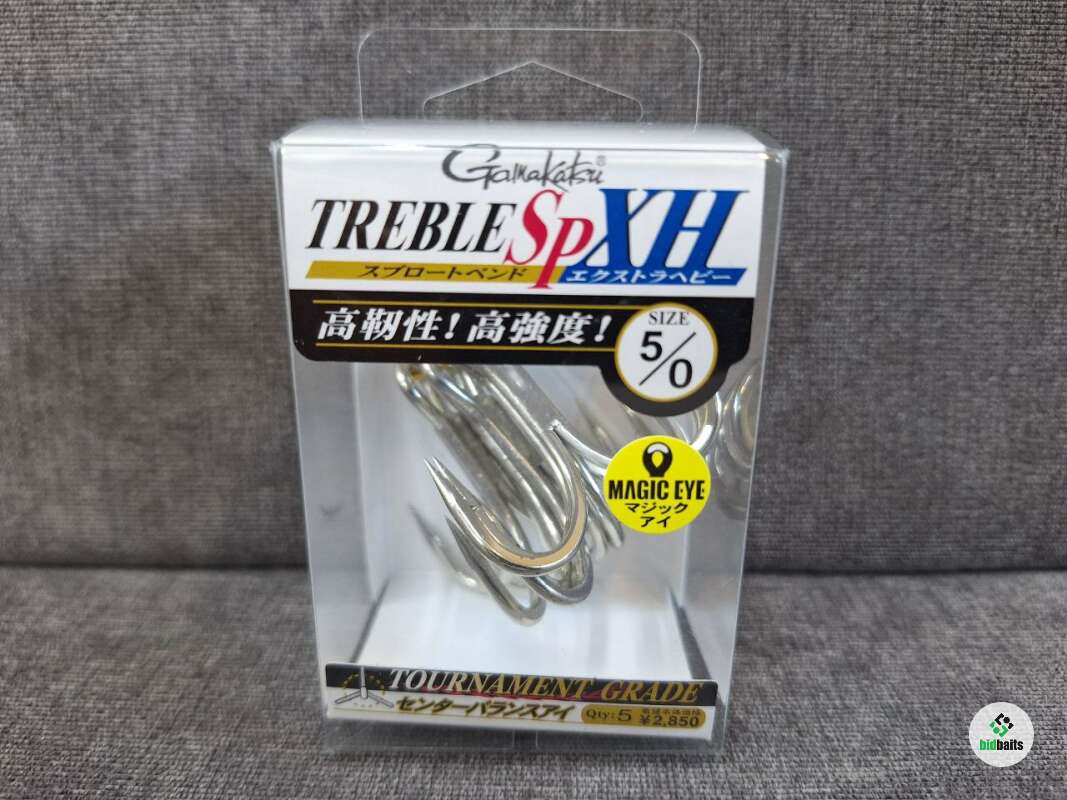 Gamakatsu®
TREBLE Sp XH
スプロートベンド エクストラヘビー
高靭性! 高強度!
SIZE
5/0
MAGIC EYE
マジック
アイ
TOURNAMENT GRADE
センターバランスアイ
Qty: 5
¥2,850
bidbaits